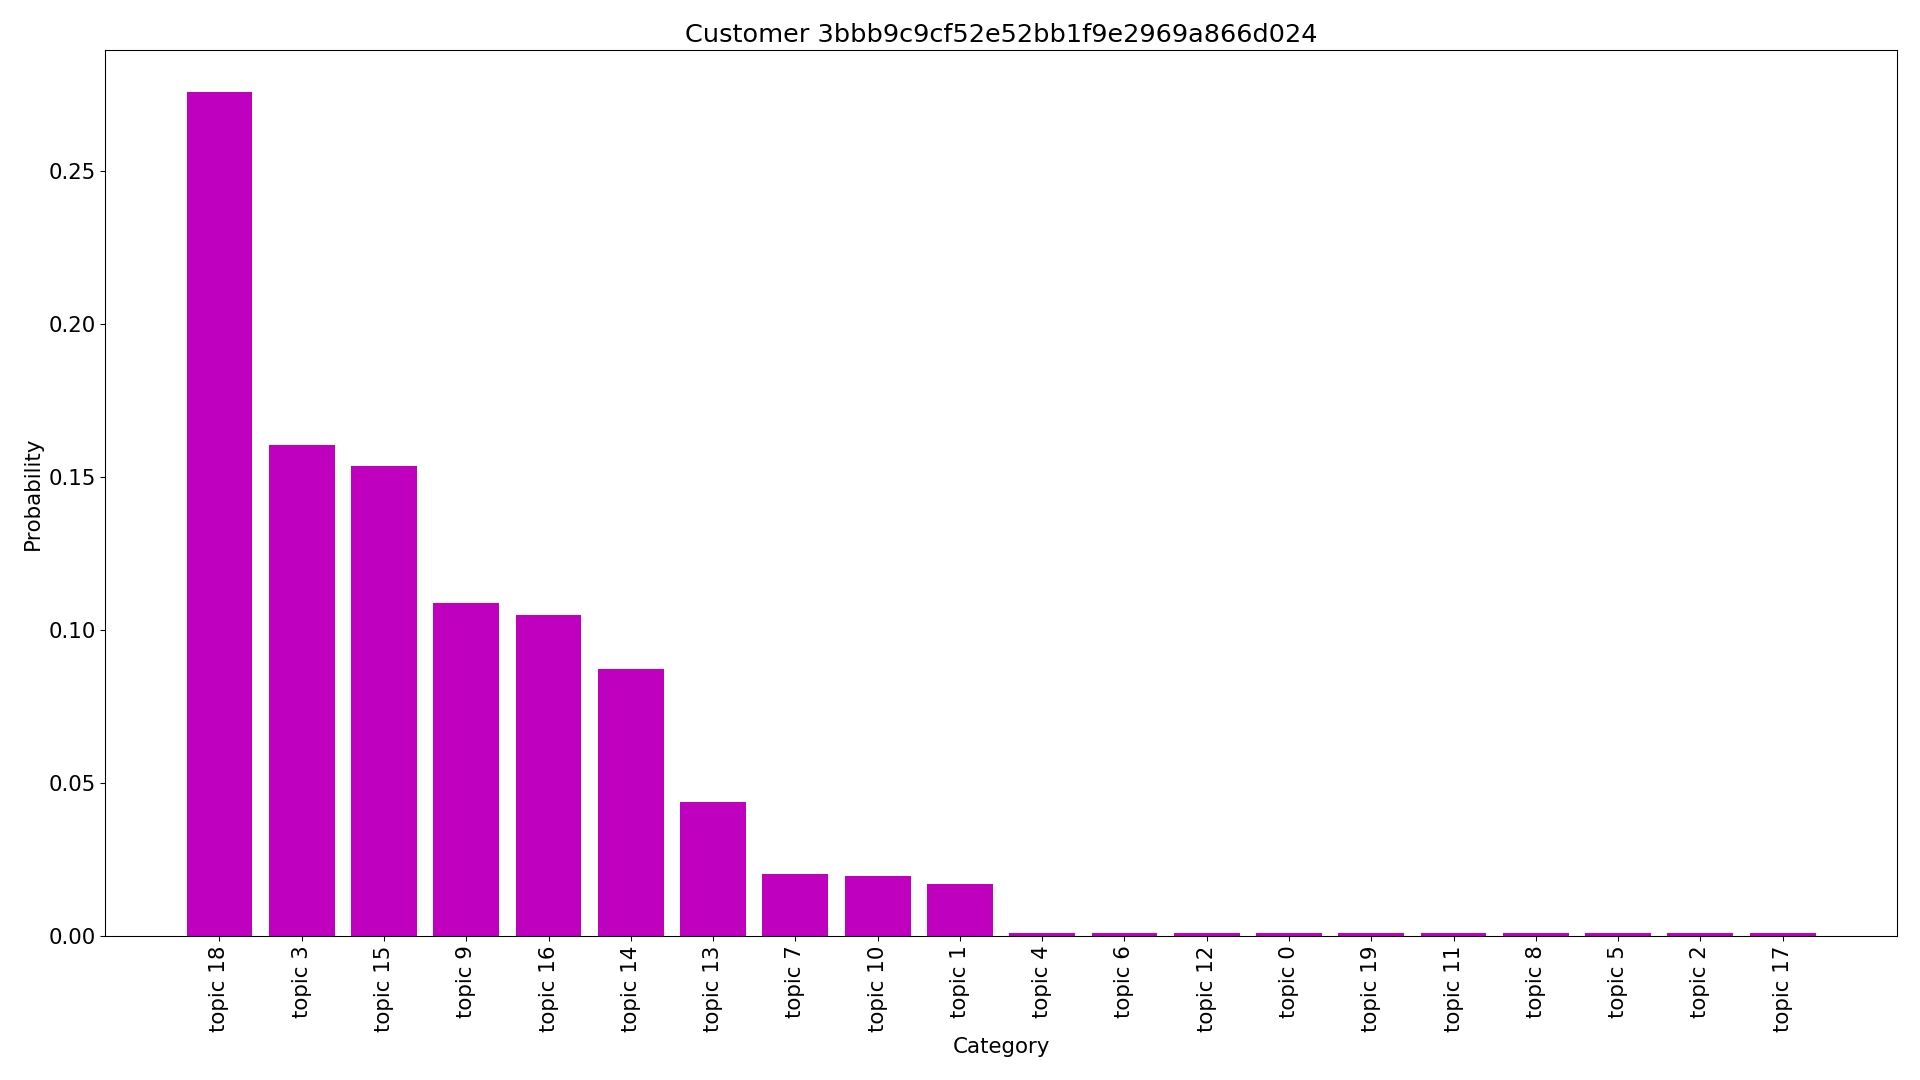 Customer 3bbb9c9cf52e52bb1f9e2969a866d024
Probability
0.25
0.20
0.15
0.10
0.05
0.00
topic 18
topic 3
topic 15
topic 9
topic 16
topic 14
topic 13
topic 7
topic 10
topic 1
topic 4
topic 6
topic 12
topic 0
topic 19
topic 11
topic 8
topic 5
topic 2
topic 17
Category